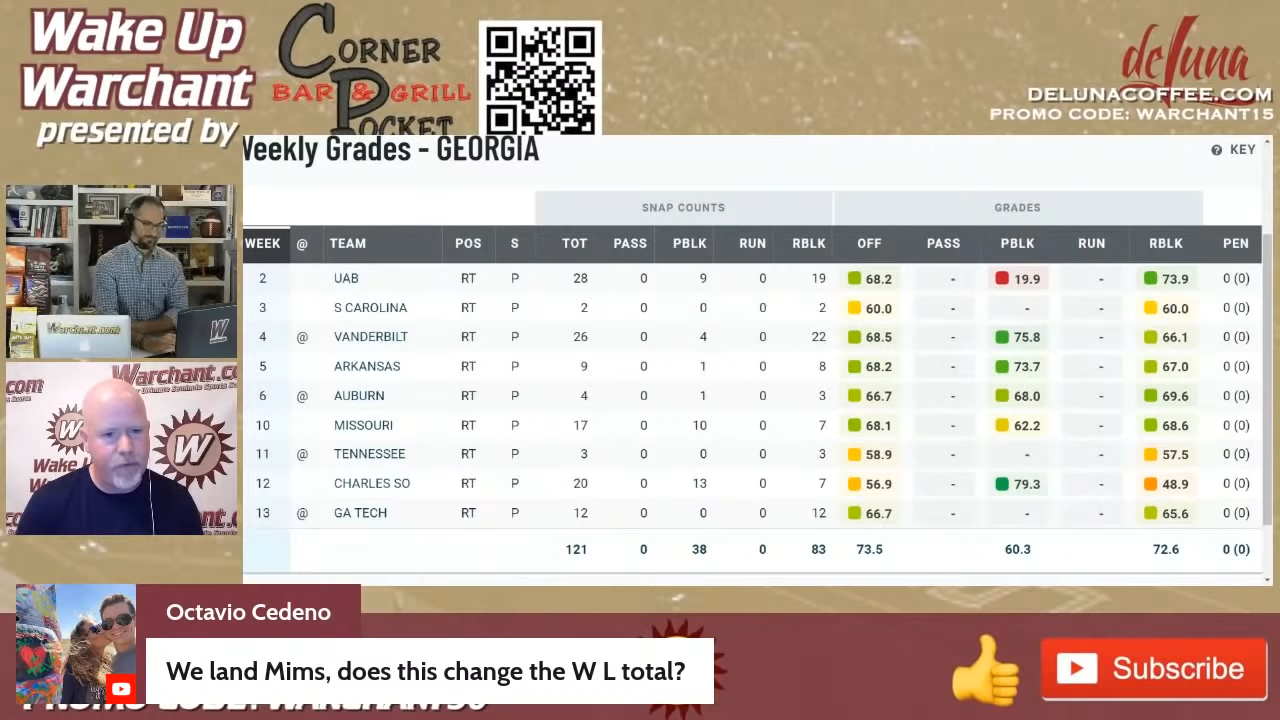 Wake Up
Warchant
presented by
CORNER
BAR & GRILL
POCKET
deluna
DELUNACOFFEE.COM
PROMO CODE: WARCHANT15
Weekly Grades - GEORGIA
KEY
SNAP COUNTS GRADES
WEEK @ TEAM POS S TOT PASS PBLK RUN RBLK OFF PASS PBLK RUN RBLK PEN
2 UAB RT P 28 0 9 0 19 68.2 - 19.9 - 73.9 0 (0)
3 S CAROLINA RT P 2 0 0 0 2 60.0 - - - 60.0 0 (0)
4 @ VANDERBILT RT P 26 0 4 0 22 68.5 - 75.8 - 66.1 0 (0)
5 ARKANSAS RT P 9 0 1 0 8 68.2 - 73.7 - 67.0 0 (0)
6 @ AUBURN RT P 4 0 1 0 3 66.7 - 68.0 - 69.6 0 (0)
10 MISSOURI RT P 17 0 10 0 7 68.1 - 62.2 - 68.6 0 (0)
11 @ TENNESSEE RT P 3 0 0 0 3 58.9 - - - 57.5 0 (0)
12 CHARLES SO RT P 20 0 13 0 7 56.9 - 79.3 - 48.9 0 (0)
13 @ GA TECH RT P 12 0 0 0 12 66.7 - - - 65.6 0 (0)
121 0 38 0 83 73.5 60.3 72.6 0 (0)
Warchant.com
W
Warchant.c
W
W
Wake Up
Octavio Cedeno
We land Mims, does this change the W L total?
Subscribe